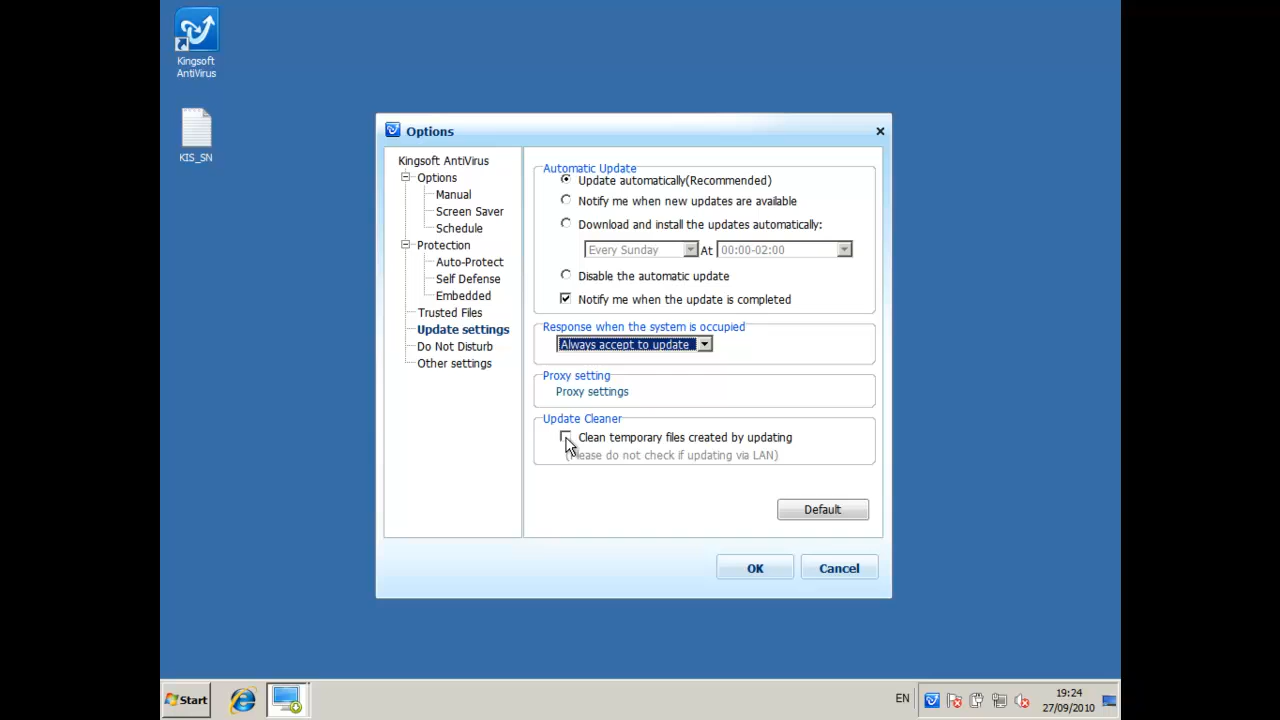 Kingsoft
AntiVirus
KIS_SN
Options
Kingsoft AntiVirus
Options
Manual
Screen Saver
Schedule
Protection
Auto-Protect
Self Defense
Embedded
Trusted Files
Update settings
Do Not Disturb
Other settings
Automatic Update
Update automatically(Recommended)
Notify me when new updates are available
Download and install the updates automatically:
Every Sunday At 00:00-02:00
Disable the automatic update
Notify me when the update is completed
Response when the system is occupied
Always accept to update
Proxy setting
Proxy settings
Update Cleaner
Clean temporary files created by updating
(Please do not check if updating via LAN)
Default
OK Cancel
Start
EN
19:24
27/09/2010